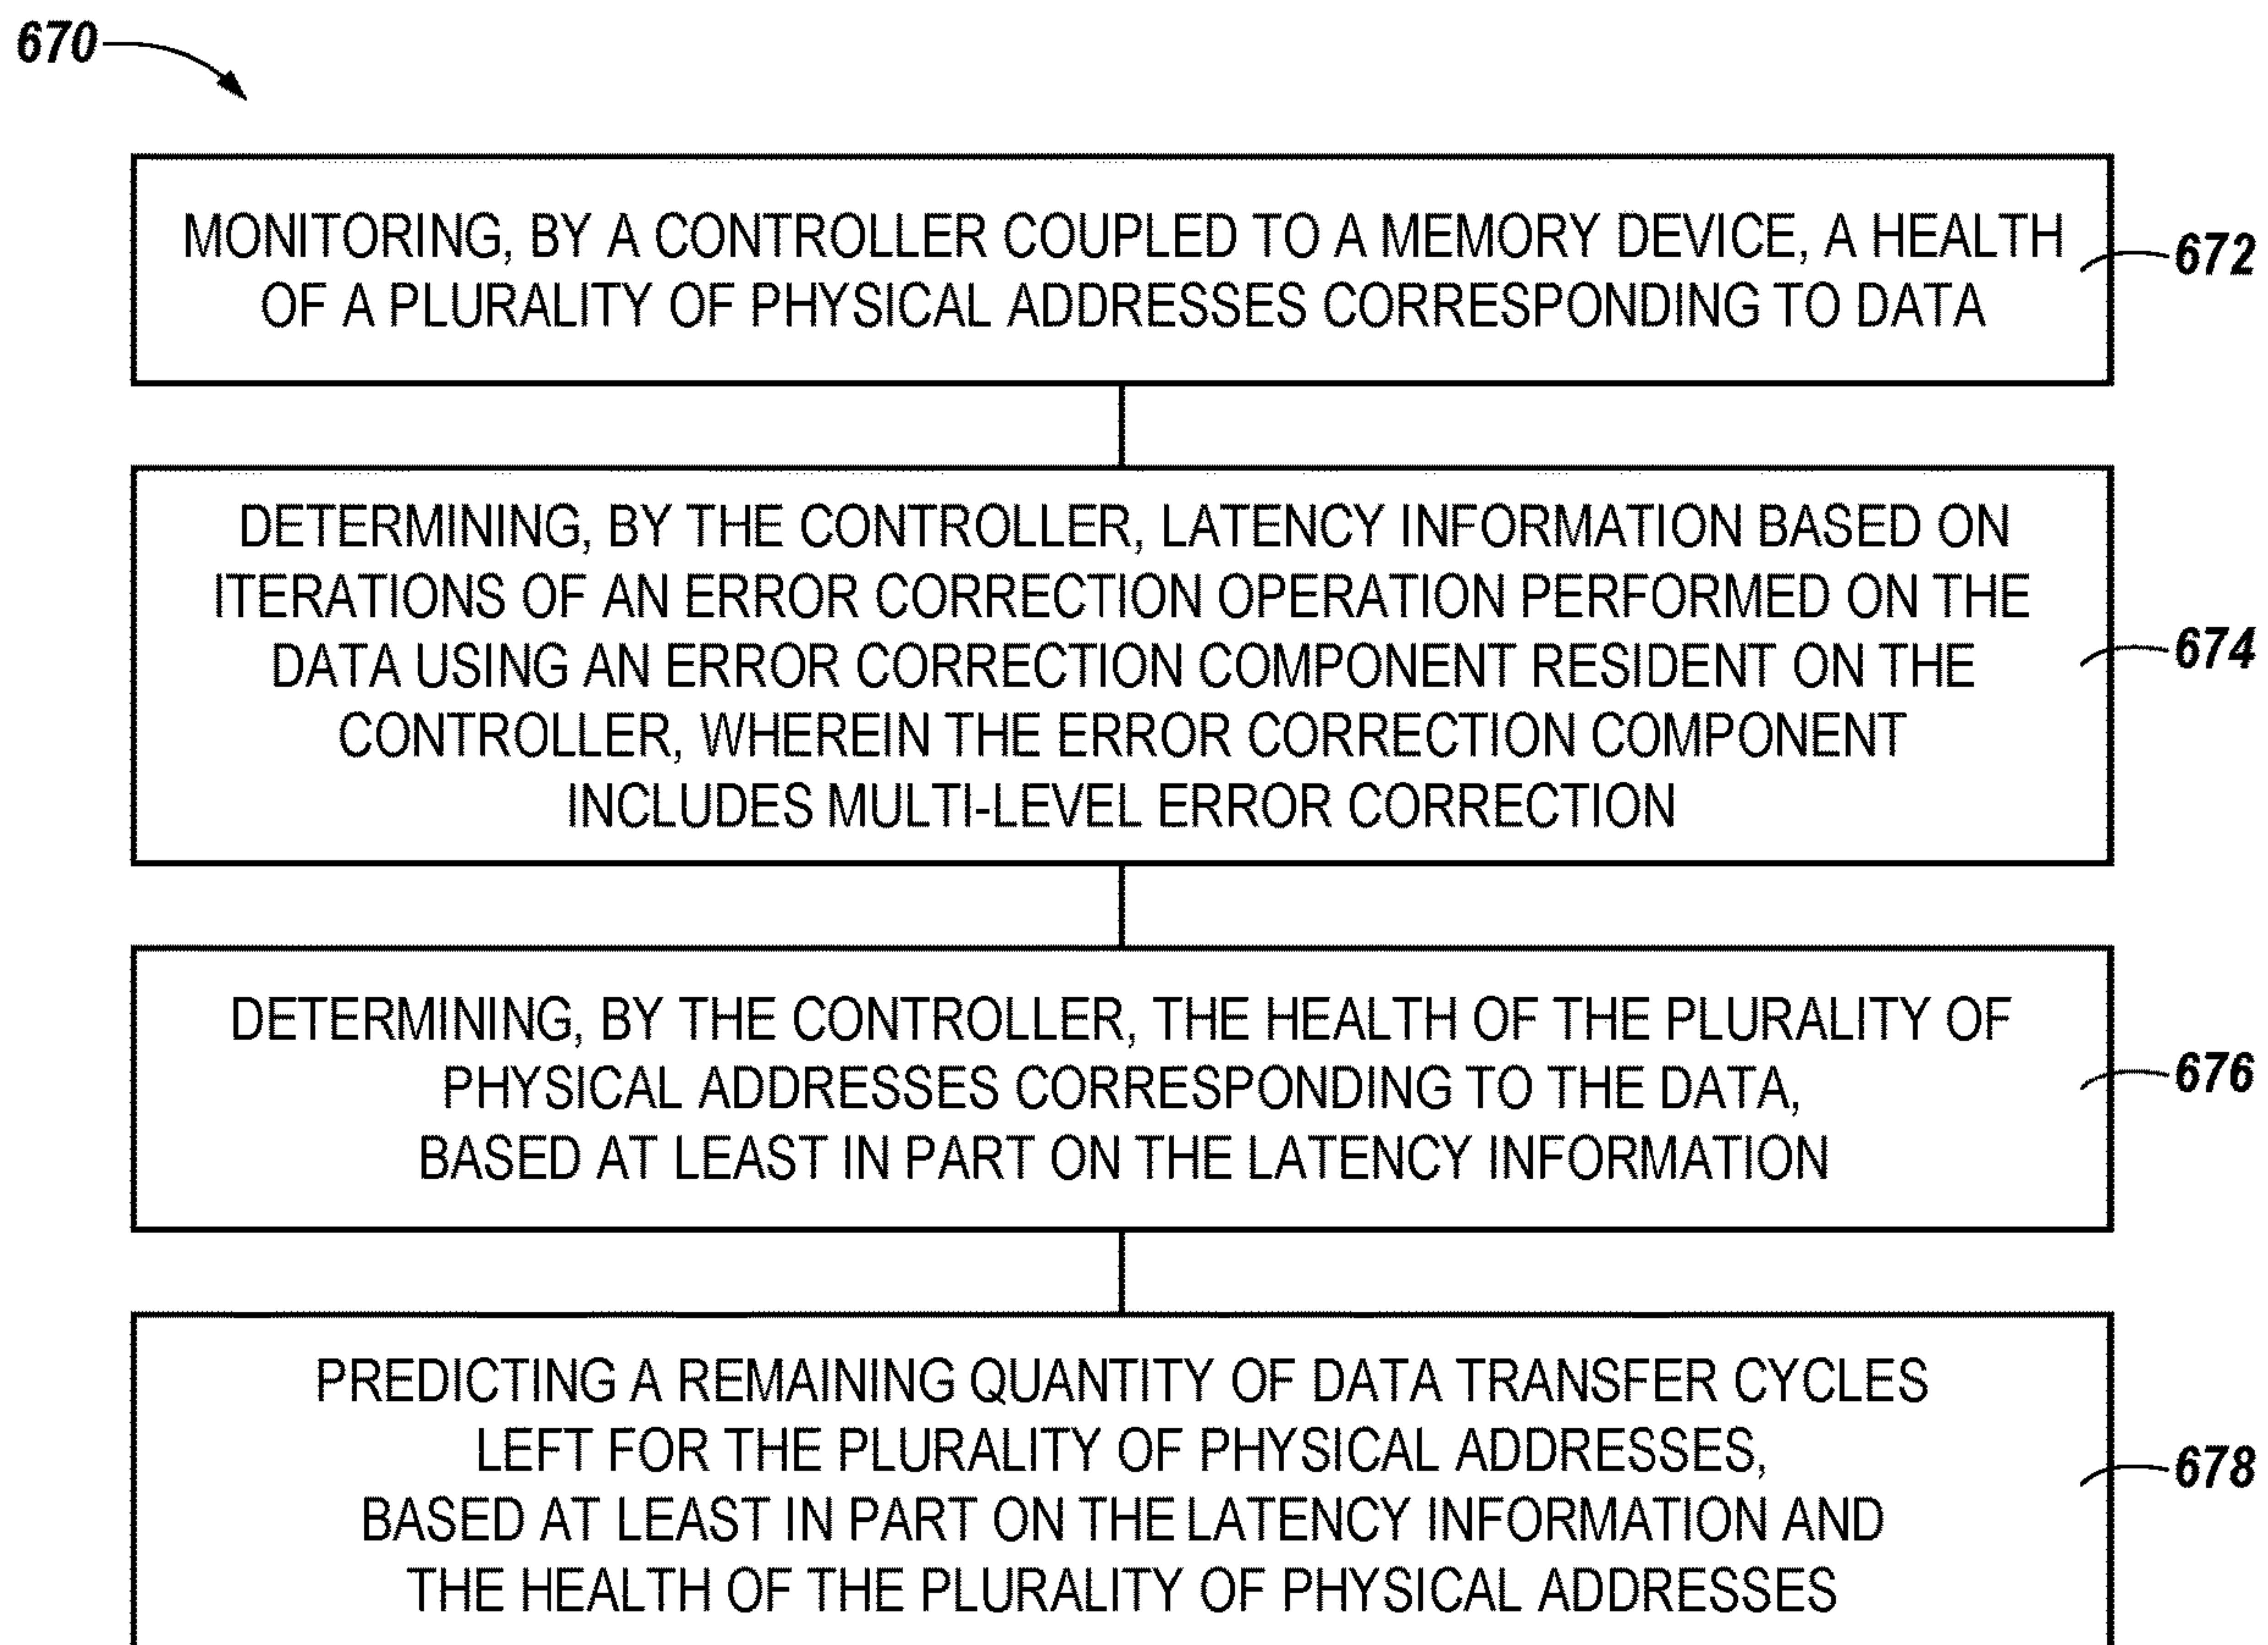 670
MONITORING, BY A CONTROLLER COUPLED TO A MEMORY DEVICE, A HEALTH
OF A PLURALITY OF PHYSICAL ADDRESSES CORRESPONDING TO DATA
672
DETERMINING, BY THE CONTROLLER, LATENCY INFORMATION BASED ON
ITERATIONS OF AN ERROR CORRECTION OPERATION PERFORMED ON THE
DATA USING AN ERROR CORRECTION COMPONENT RESIDENT ON THE
CONTROLLER, WHEREIN THE ERROR CORRECTION COMPONENT
INCLUDES MULTI-LEVEL ERROR CORRECTION
674
DETERMINING, BY THE CONTROLLER, THE HEALTH OF THE PLURALITY OF
PHYSICAL ADDRESSES CORRESPONDING TO THE DATA,
BASED AT LEAST IN PART ON THE LATENCY INFORMATION
676
PREDICTING A REMAINING QUANTITY OF DATA TRANSFER CYCLES
LEFT FOR THE PLURALITY OF PHYSICAL ADDRESSES,
BASED AT LEAST IN PART ON THE LATENCY INFORMATION AND
THE HEALTH OF THE PLURALITY OF PHYSICAL ADDRESSES
678